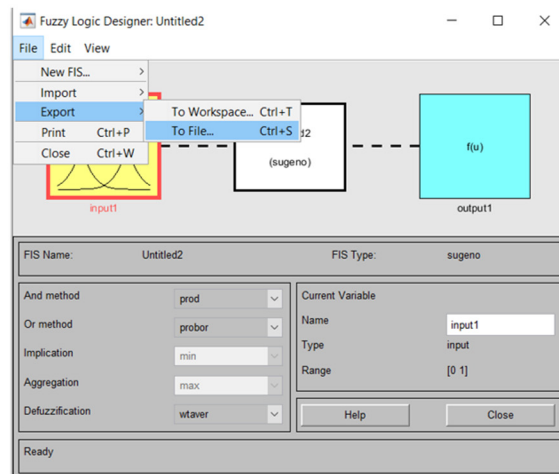 Fuzzy Logic Designer: Untitled2
File Edit View
New FIS... >
Import >
Export >
To Workspace... Ctrl+T
To File... Ctrl+S
Print Ctrl+P
Close Ctrl+W
(sugeno)
f(u)
input1
output1
FIS Name: Untitled2 FIS Type: sugeno
And method prod
Or method probor
Implication min
Aggregation max
Defuzzification wtaver
Current Variable
Name input1
Type input
Range [0 1]
Help Close
Ready